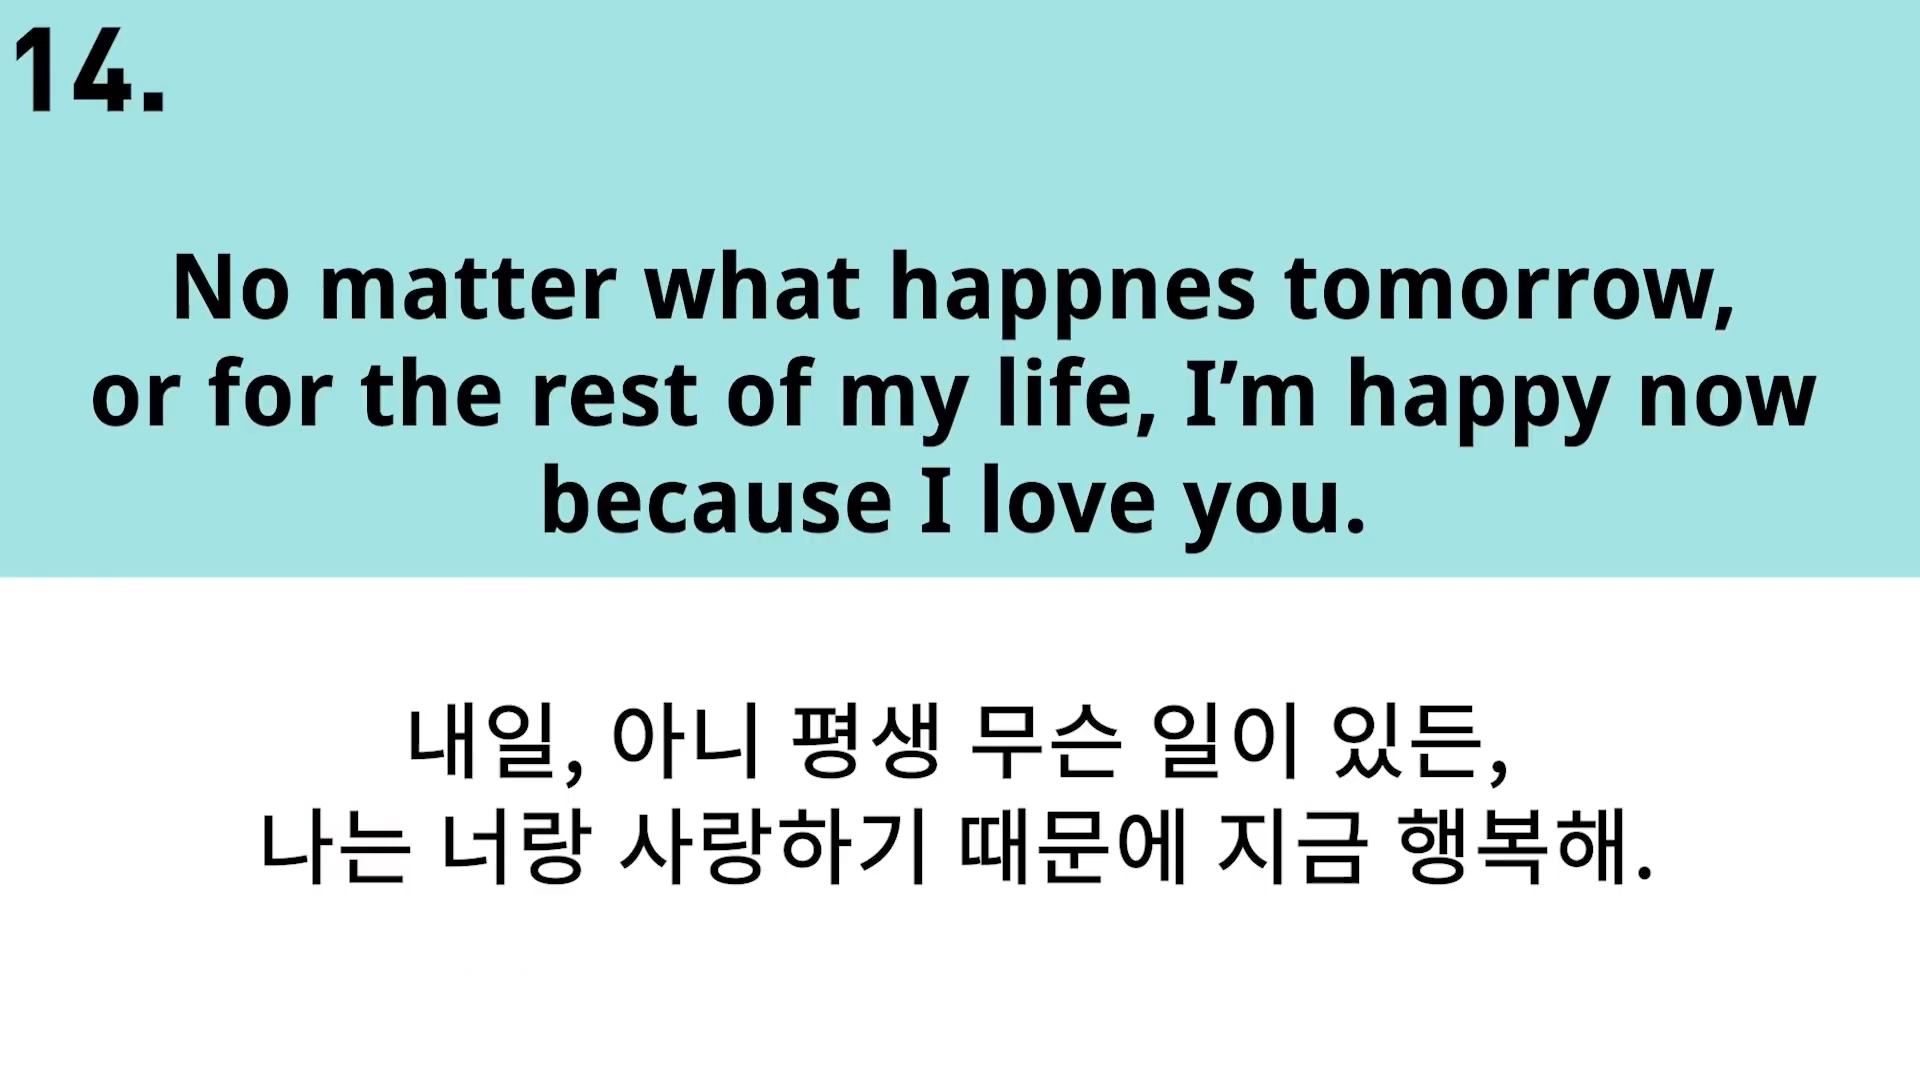 14.
No matter what happnes tomorrow,
or for the rest of my life, I’m happy now
because I love you.
내일, 아니 평생 무슨 일이 있든,
나는 너랑 사랑하기 때문에 지금 행복해.